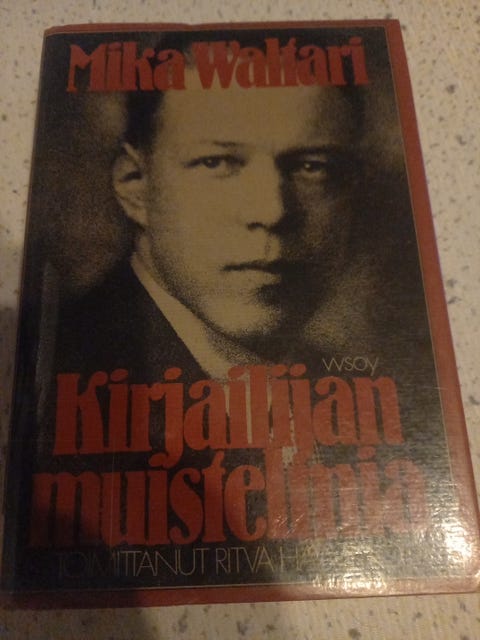 Mika Waltari
WSOY
Kirjailijan
muistelmia
TOIMITTANUT RITVA